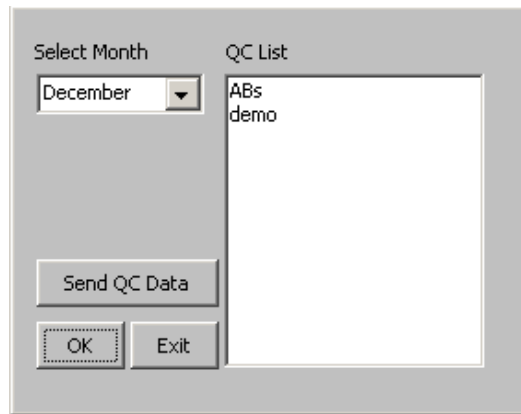 Select Month
December
QC List
ABs
demo
Send QC Data
OK
Exit